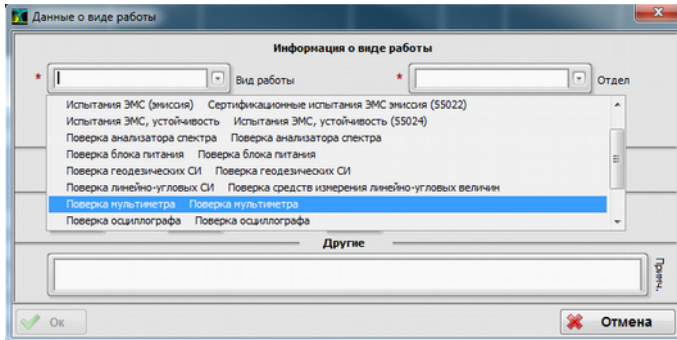 Данные о виде работы
Информация о виде работы
* Вид работы * Отдел
Испытания ЭМС (эмиссия) Сертификационные испытания ЭМС эмиссия (55022)
Испытания ЭМС, устойчивость Испытания ЭМС, устойчивость (55024)
Поверка анализатора спектра Поверка анализатора спектра
Поверка блока питания Поверка блока питания
Поверка геодезических СИ Поверка геодезических СИ
Поверка линейно-угловых СИ Поверка средств измерения линейно-угловых величин
Поверка мультиметра Поверка мультиметра
Поверка осциллографа Поверка осциллографа
Другие
Прим.
Ок Отмена